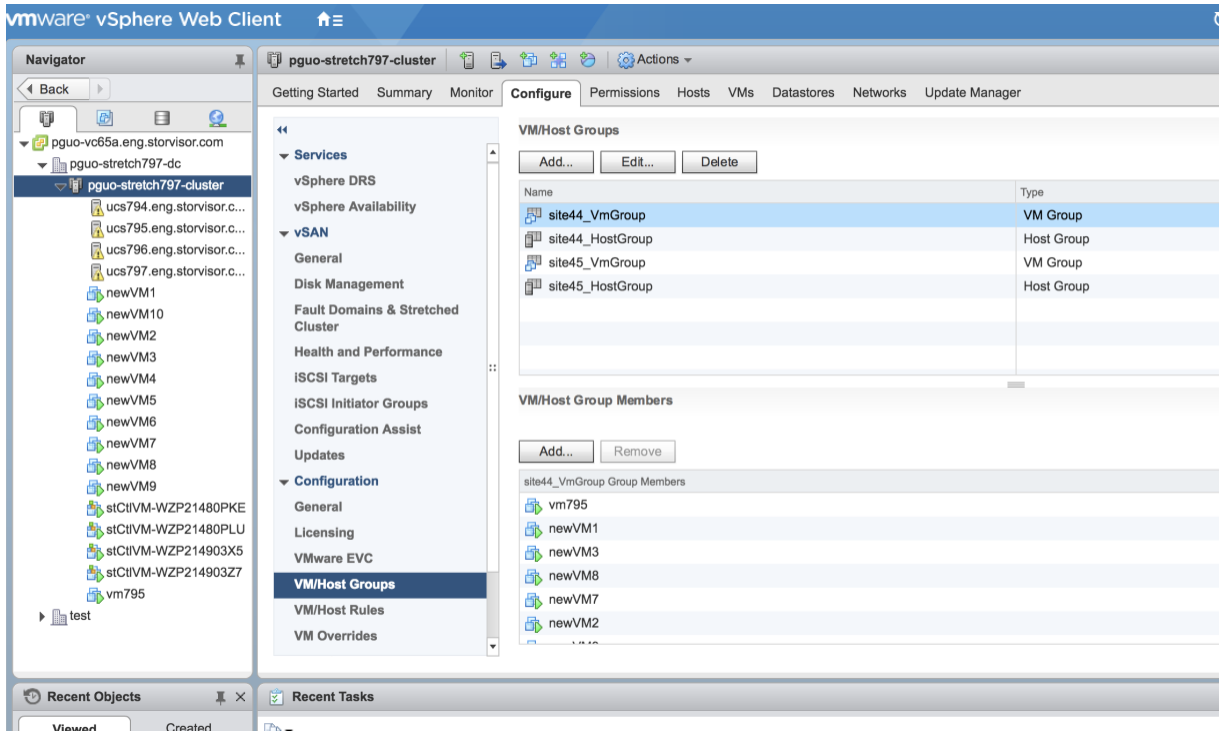 vmware® vSphere Web Client
Navigator
Back
pguo-vc65a.eng.storvisor.com
pguo-stretch797-dc
pguo-stretch797-cluster
ucs794.eng.storvisor.c...
ucs795.eng.storvisor.c...
ucs796.eng.storvisor.c...
ucs797.eng.storvisor.c...
newVM1
newVM10
newVM2
newVM3
newVM4
newVM5
newVM6
newVM7
newVM8
newVM9
stCtlVM-WZP21480PKE
stCtlVM-WZP21480PLU
stCtlVM-WZP214903X5
stCtlVM-WZP214903Z7
vm795
test
Recent Objects
Viewed Created
pguo-stretch797-cluster Actions
Getting Started Summary Monitor Configure Permissions Hosts VMs Datastores Networks Update Manager
Services
vSphere DRS
vSphere Availability
vSAN
General
Disk Management
Fault Domains & Stretched
Cluster
Health and Performance
iSCSI Targets
iSCSI Initiator Groups
Configuration Assist
Updates
Configuration
General
Licensing
VMware EVC
VM/Host Groups
VM/Host Rules
VM Overrides
VM/Host Groups
Add... Edit... Delete
Name Type
site44_VmGroup VM Group
site44_HostGroup Host Group
site45_VmGroup VM Group
site45_HostGroup Host Group
VM/Host Group Members
Add... Remove
site44_VmGroup Group Members
vm795
newVM1
newVM3
newVM8
newVM7
newVM2
Recent Tasks